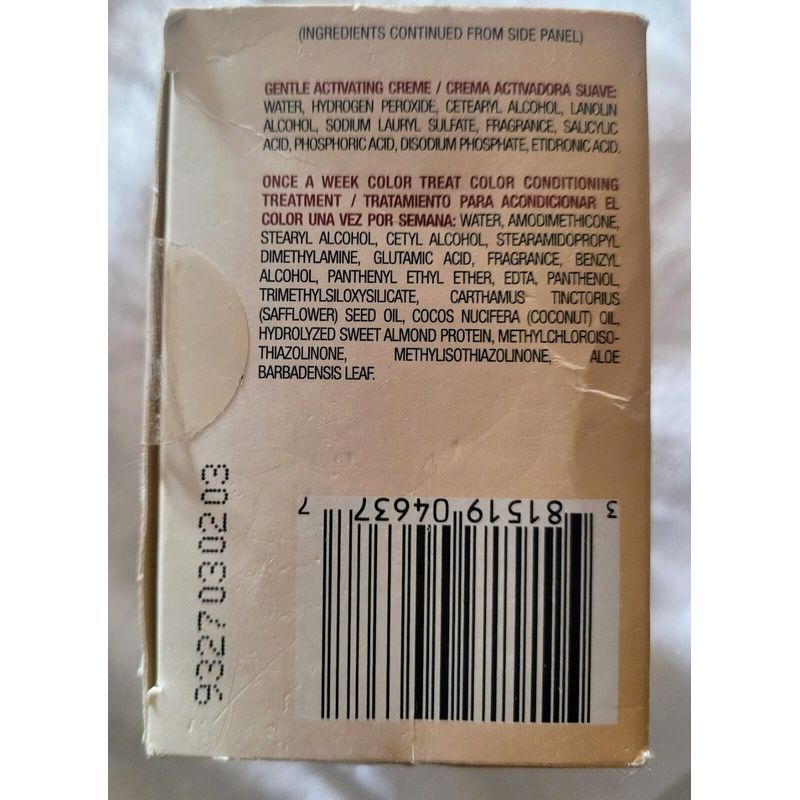 (INGREDIENTS CONTINUED FROM SIDE PANEL)
GENTLE ACTIVATING CREME / CREMA ACTIVADORA SUAVE:
WATER, HYDROGEN PEROXIDE, CETEARYL ALCOHOL, LANOLIN
ALCOHOL, SODIUM LAURYL SULFATE, FRAGRANCE, SALICYLIC
ACID, PHOSPHORIC ACID, DISODIUM PHOSPHATE, ETIDRONIC ACID.
ONCE A WEEK COLOR TREAT COLOR CONDITIONING
TREATMENT / TRATAMIENTO PARA ACONDICIONAR EL
COLOR UNA VEZ POR SEMANA: WATER, AMODIMETHICONE,
STEARYL ALCOHOL, CETYL ALCOHOL, STEARAMIDOPROPYL
DIMETHYLAMINE, GLUTAMIC ACID, FRAGRANCE, BENZYL
ALCOHOL, PANTHENYL ETHYL ETHER, EDTA, PANTHENOL,
TRIMETHYLSILOXYSILICATE, CARTHAMUS TINCTORIUS
(SAFFLOWER) SEED OIL, COCOS NUCIFERA (COCONUT) OIL,
HYDROLYZED SWEET ALMOND PROTEIN, METHYLCHLOROISO-
THIAZOLINONE, METHYLISOTHIAZOLINONE, ALOE
BARBADENSIS LEAF.
9327030203
3 81519 04637 7